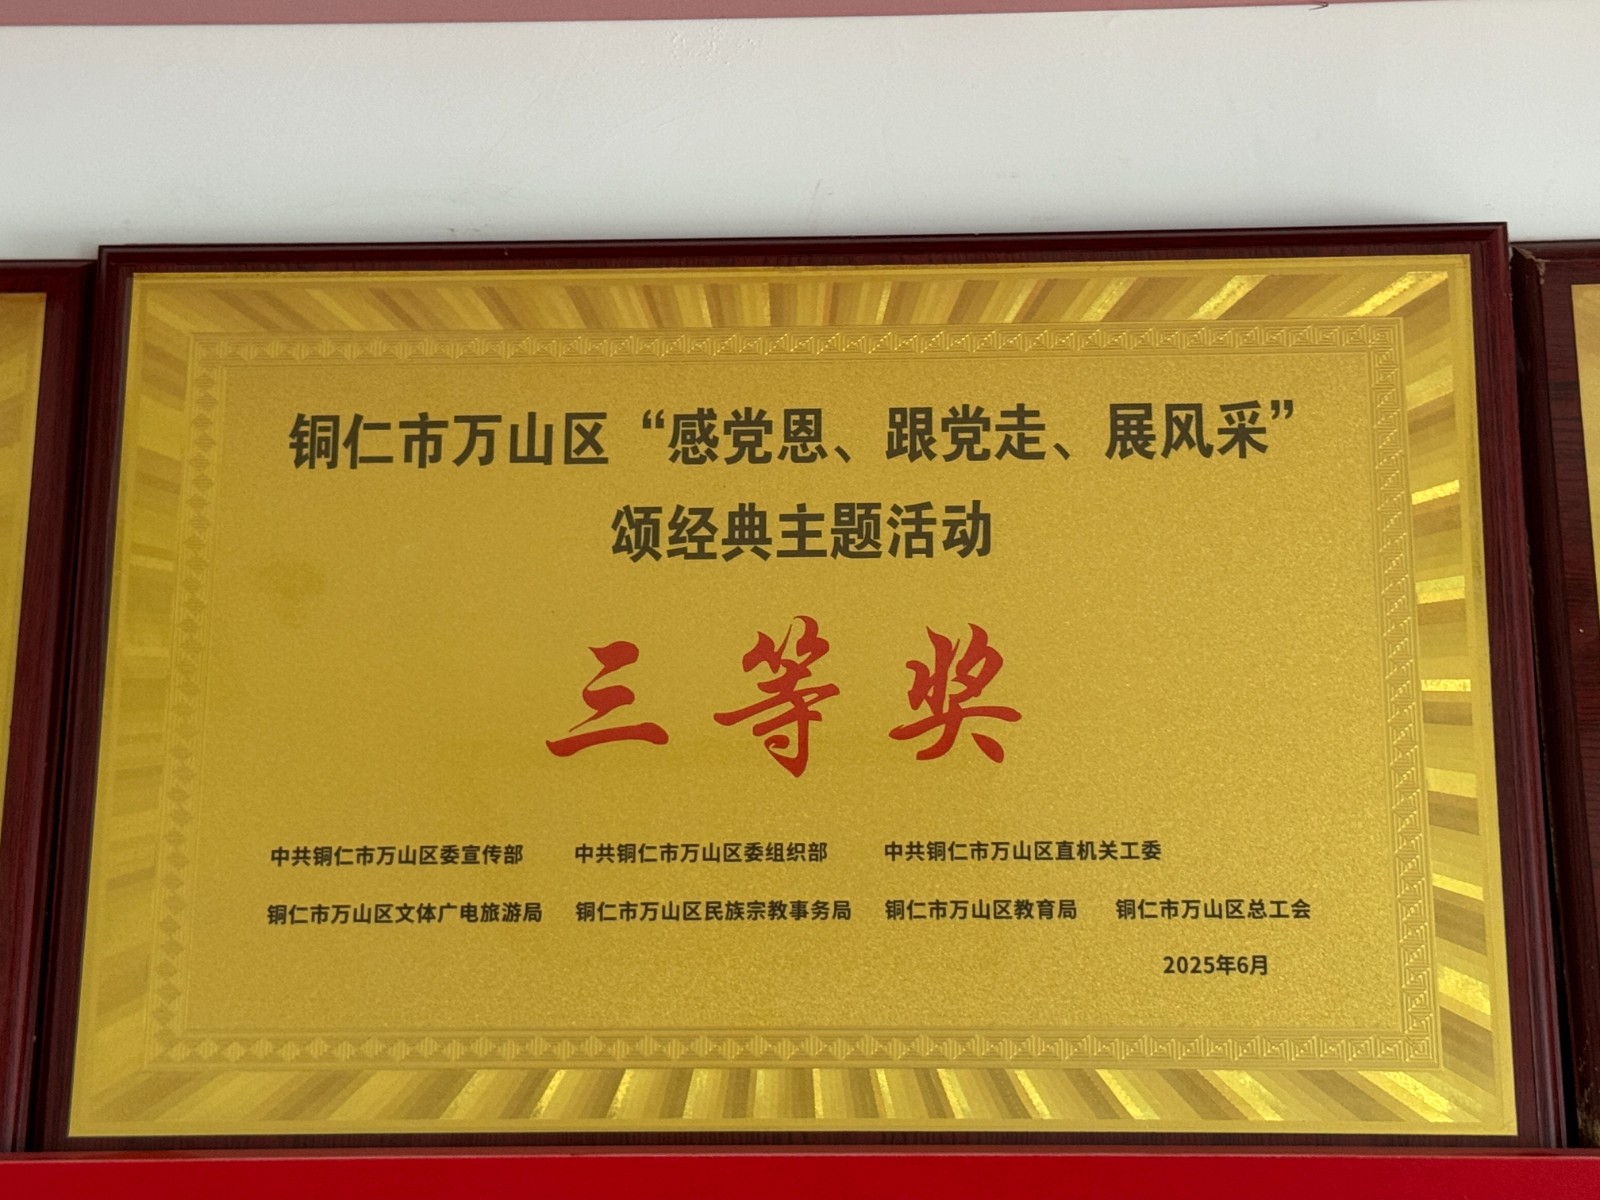 铜仁市万山区“感党恩、跟党走、展风采”
颂经典主题活动
三等奖
中共铜仁市万山区委宣传部 中共铜仁市万山区委组织部 中共铜仁市万山区直机关工委
铜仁市万山区文体广电旅游局 铜仁市万山区民族宗教事务局 铜仁市万山区教育局 铜仁市万山区总工会
2025年6月